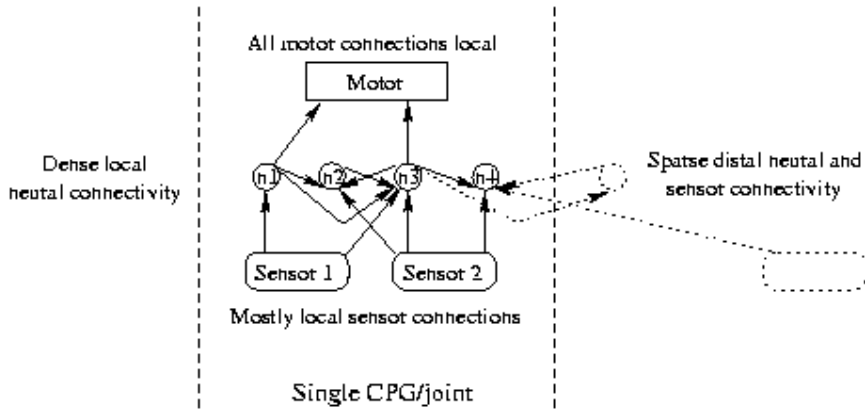 All motot connections local
Motot
Dense local
neutal connectivity
n1
n2
n3
n4
Spatse distal neutal and
sensot connectivity
Sensot 1
Sensot 2
Mostly local sensot connections
Single CPG/joint